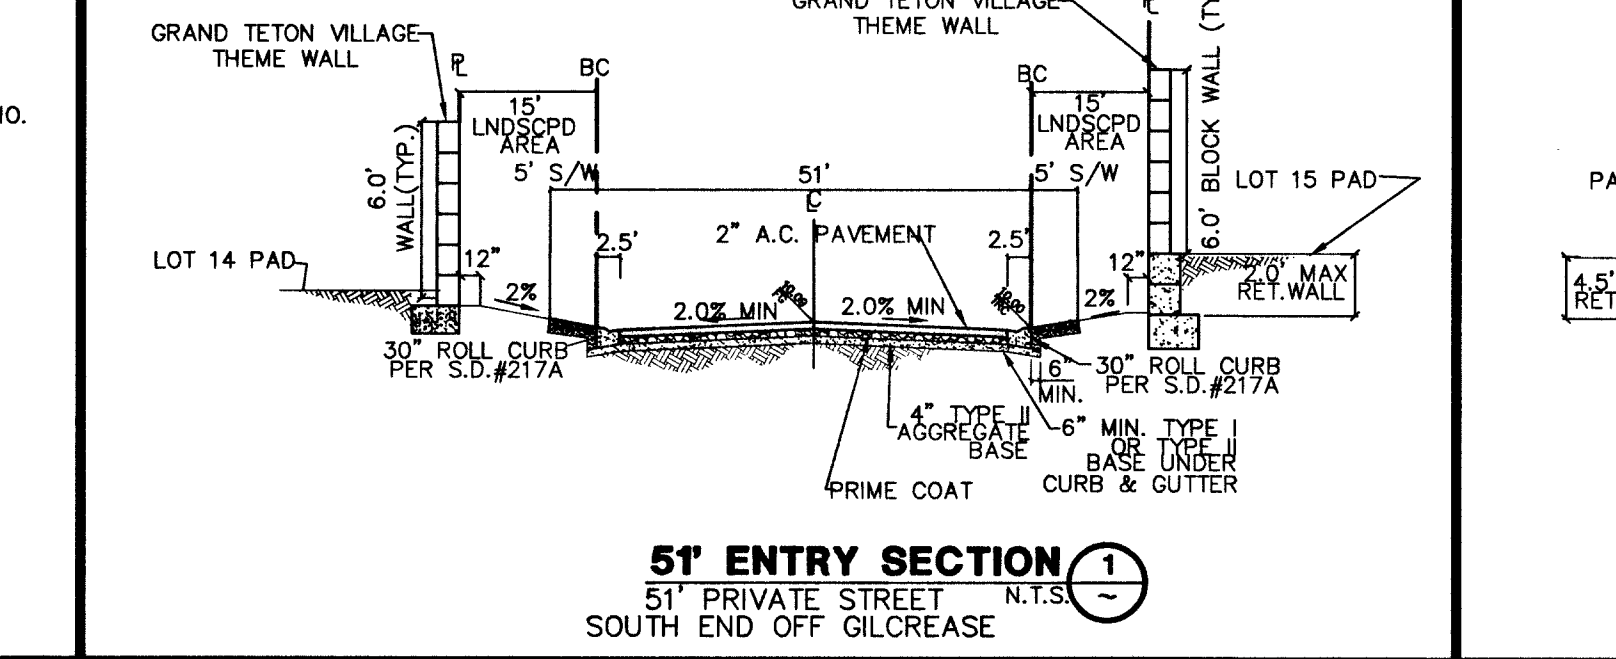 GRAND TETON VILLAGE
THEME WALL
GRAND TETON VILLAGE
THEME WALL
PL
BC
BC
15'
LNDSCPD
AREA
15'
LNDSCPD
AREA
6.0'
WALL(TYP.)
5' S/W
51'
5' S/W
CL
6.0' BLOCK WALL (TY
LOT 15 PAD
PA
IO.
LOT 14 PAD
12"
2.5'
2" A.C. PAVEMENT
2.5'
12"
2.0' MAX
RET.WALL
4.5'
RET
2%
2.0% MIN
2.0% MIN
2%
30" ROLL CURB
PER S.D.#217A
6"
MIN.
30" ROLL CURB
PER S.D.#217A
4" TYPE II
AGGREGATE
BASE
6" MIN. TYPE I
OR TYPE II
BASE UNDER
CURB & GUTTER
PRIME COAT
51' ENTRY SECTION
1
~
51' PRIVATE STREET
N.T.S.
SOUTH END OFF GILCREASE